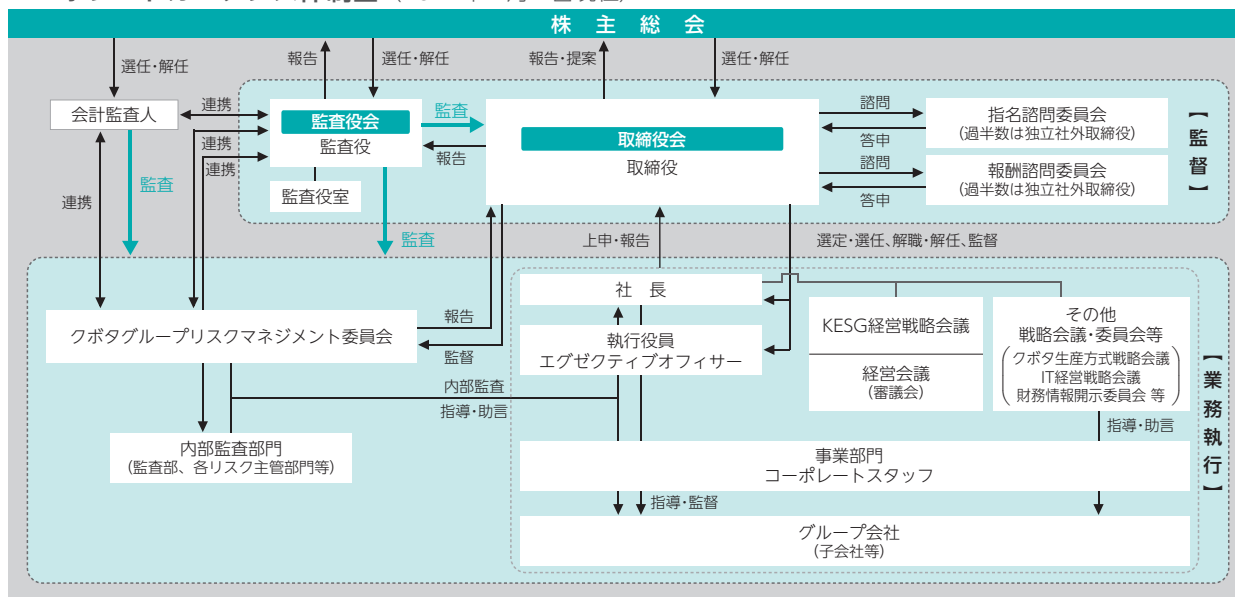 株主総会
選任・解任
報告
選任・解任
報告・提案
選任・解任
会計監査人
連携
連携
連携
監査役会
監査役
監査役室
監査
報告
取締役会
取締役
諮問
答申
諮問
答申
指名諮問委員会
(過半数は独立社外取締役)
報酬諮問委員会
(過半数は独立社外取締役)
【監督】
監査
連携
監査
上申・報告
選定・選任、解職・解任、監督
社 長
執行役員
エグゼクティブオフィサー
KESG経営戦略会議
経営会議
(審議会)
その他
戦略会議・委員会等
クボタ生産方式戦略会議
IT経営戦略会議
財務情報開示委員会 等
クボタグループリスクマネジメント委員会
報告
監督
内部監査
指導・助言
内部監査部門
(監査部、各リスク主管部門等)
指導・助言
事業部門
コーポレートスタッフ
指導・監督
グループ会社
(子会社等)
【業務執行】